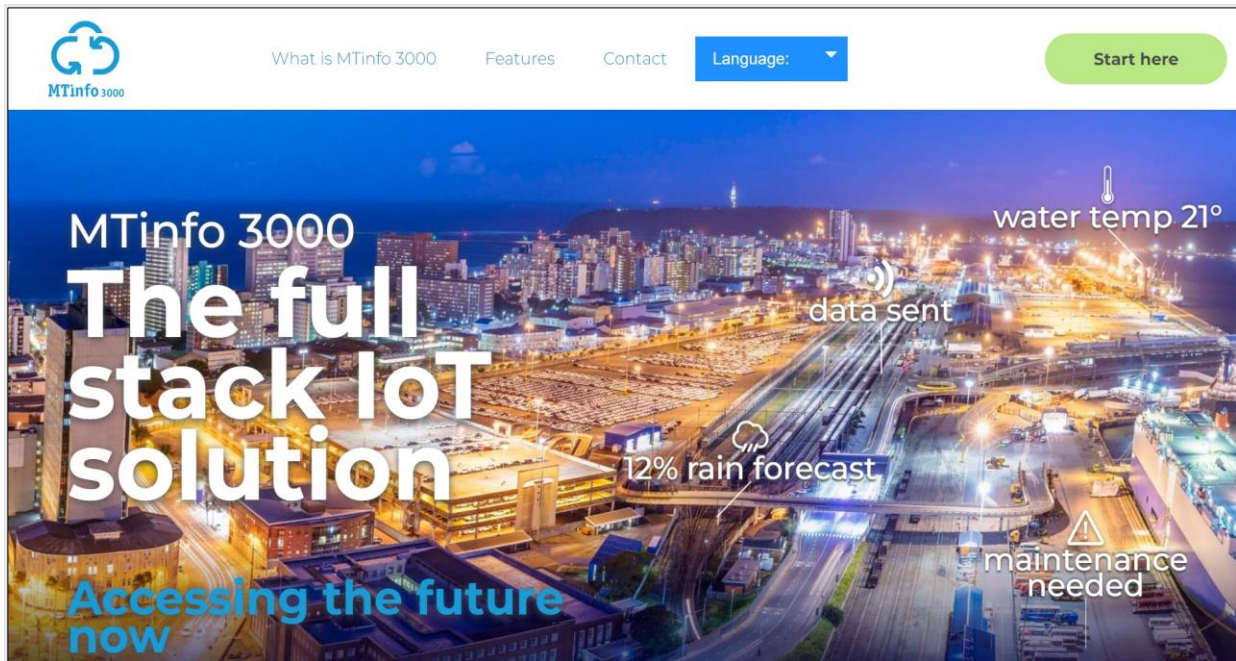 MTinfo 3000
What is MTinfo 3000
Features
Contact
Language:
Start here
MTinfo 3000
The full
stack IoT
solution
Accessing the future
now
water temp 21°
data sent
12% rain forecast
maintenance
needed